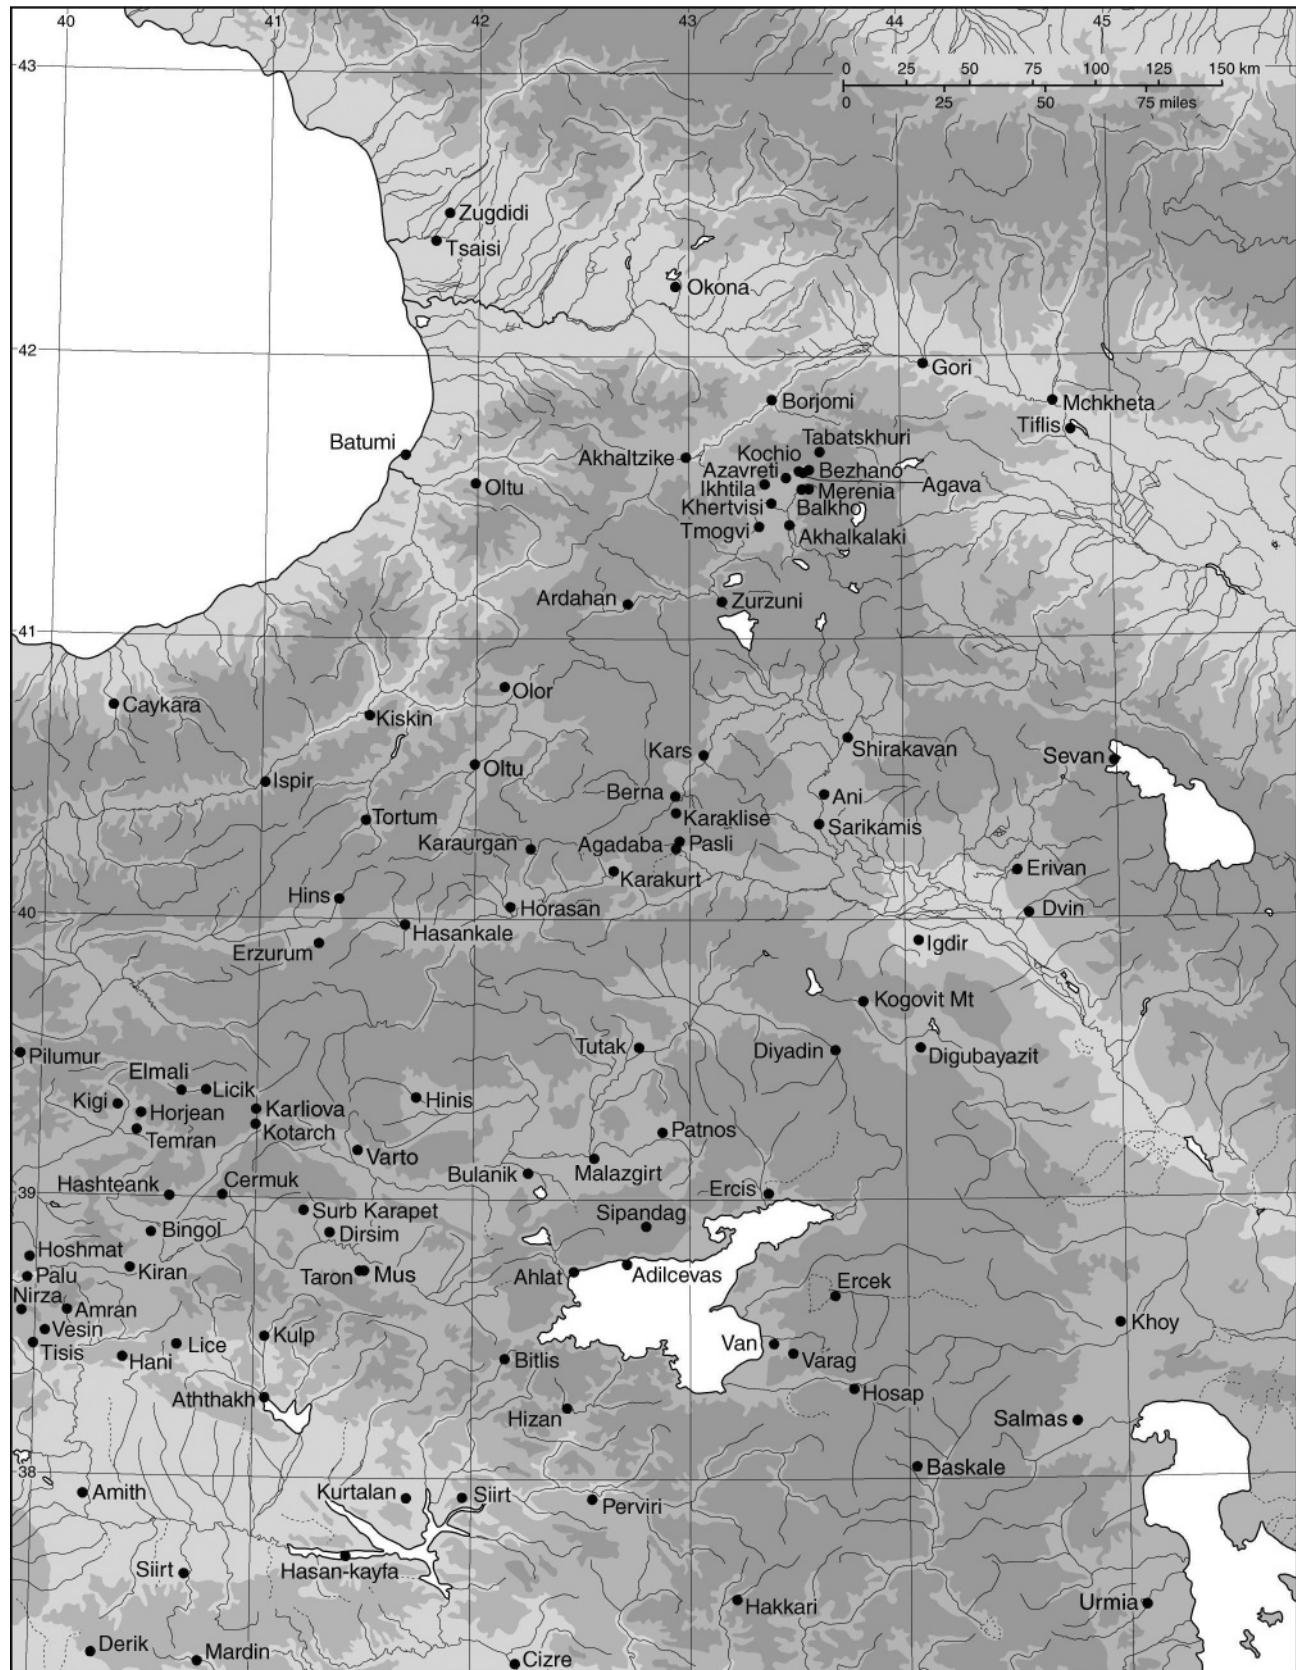 40 41 42 43 44 45
43
0 25 50 75 100 125 150 km
0 25 50 75 miles
Zugdidi
Tsaisi
Okona
42
Gori
Borjomi
Mchkheta
Tiflis
Batumi
Tabatskhuri
Akhaltzike
Kochio
Azavreti
Bezhano
Oltu
Ikhtila
Merenia
Agava
Khertvisi
Balkho
Tmogvi
Akhalkalaki
Ardahan
Zurzuni
41
Olor
Caykara
Kiskin
Kars
Shirakavan
Sevan
Oltu
Ispir
Berna
Ani
Tortum
Karaklise
Sarikamis
Karaurgan
Agadaba
Pasli
Erivan
Karakurt
Hins
Horasan
Dvin
40
Hasankale
Erzurum
Igdir
Kogovit Mt
Tutak
Diyadin
Digubayazit
Pilumur
Elmali
Licik
Kigi
Horjean
Karliova
Hinis
Temran
Kotarch
Patnos
Varto
Bulanik
Malazgirt
Hashteank
Cermuk
Ercis
39
Surb Karapet
Sipandag
Bingol
Dirsim
Hoshmat
Kiran
Taron
Mus
Ahlat
Adilcevas
Palu
Ercek
Nirza
Amran
Khoy
Vesin
Kulp
Tisis
Lice
Van
Hani
Bitlis
Varag
Aththakh
Hosap
Hizan
Salmas
38
Baskale
Amith
Kurtalan
Siirt
Perviri
Siirt
Hasan-kayfa
Hakkari
Urmia
Derik
Mardin
Cizre